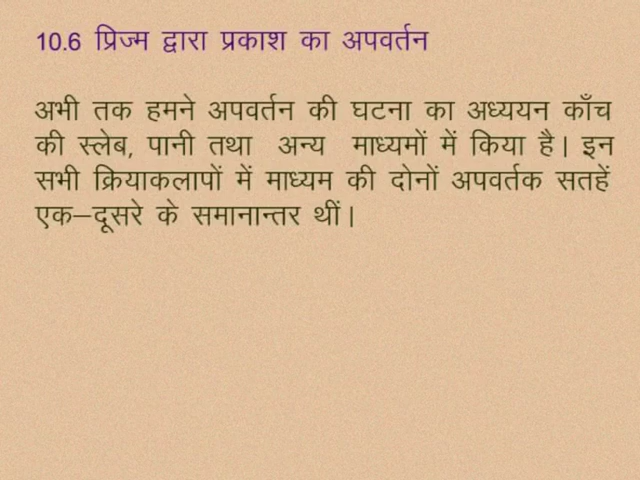 10.6 प्रिज्म द्वारा प्रकाश का अपवर्तन
अभी तक हमने अपवर्तन की घटना का अध्ययन काँच
की स्लेब, पानी तथा अन्य माध्यमों में किया है। इन
सभी क्रियाकलापों में माध्यम की दोनों अपवर्तक सतहें
एक–दूसरे के समानान्तर थीं।